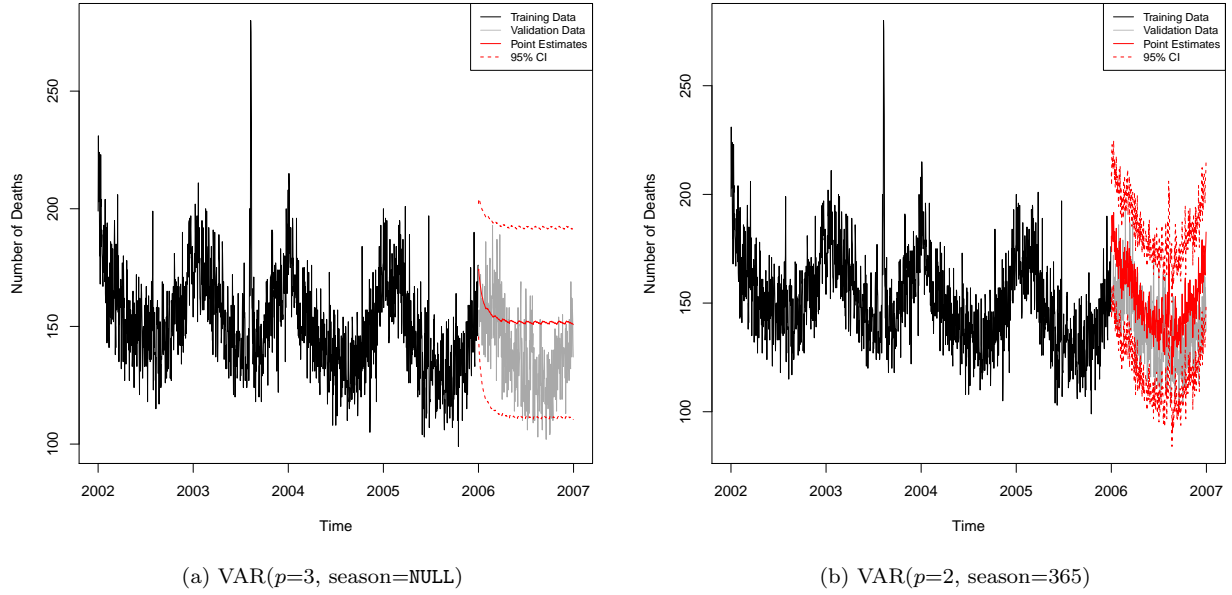 Training Data
Validation Data
Point Estimates
95% CI
Number of Deaths
250
200
150
100
2002
2003
2004
2005
2006
2007
Time
(a) VAR(p=3, season=NULL)
Training Data
Validation Data
Point Estimates
95% CI
Number of Deaths
250
200
150
100
2002
2003
2004
2005
2006
2007
Time
(b) VAR(p=2, season=365)